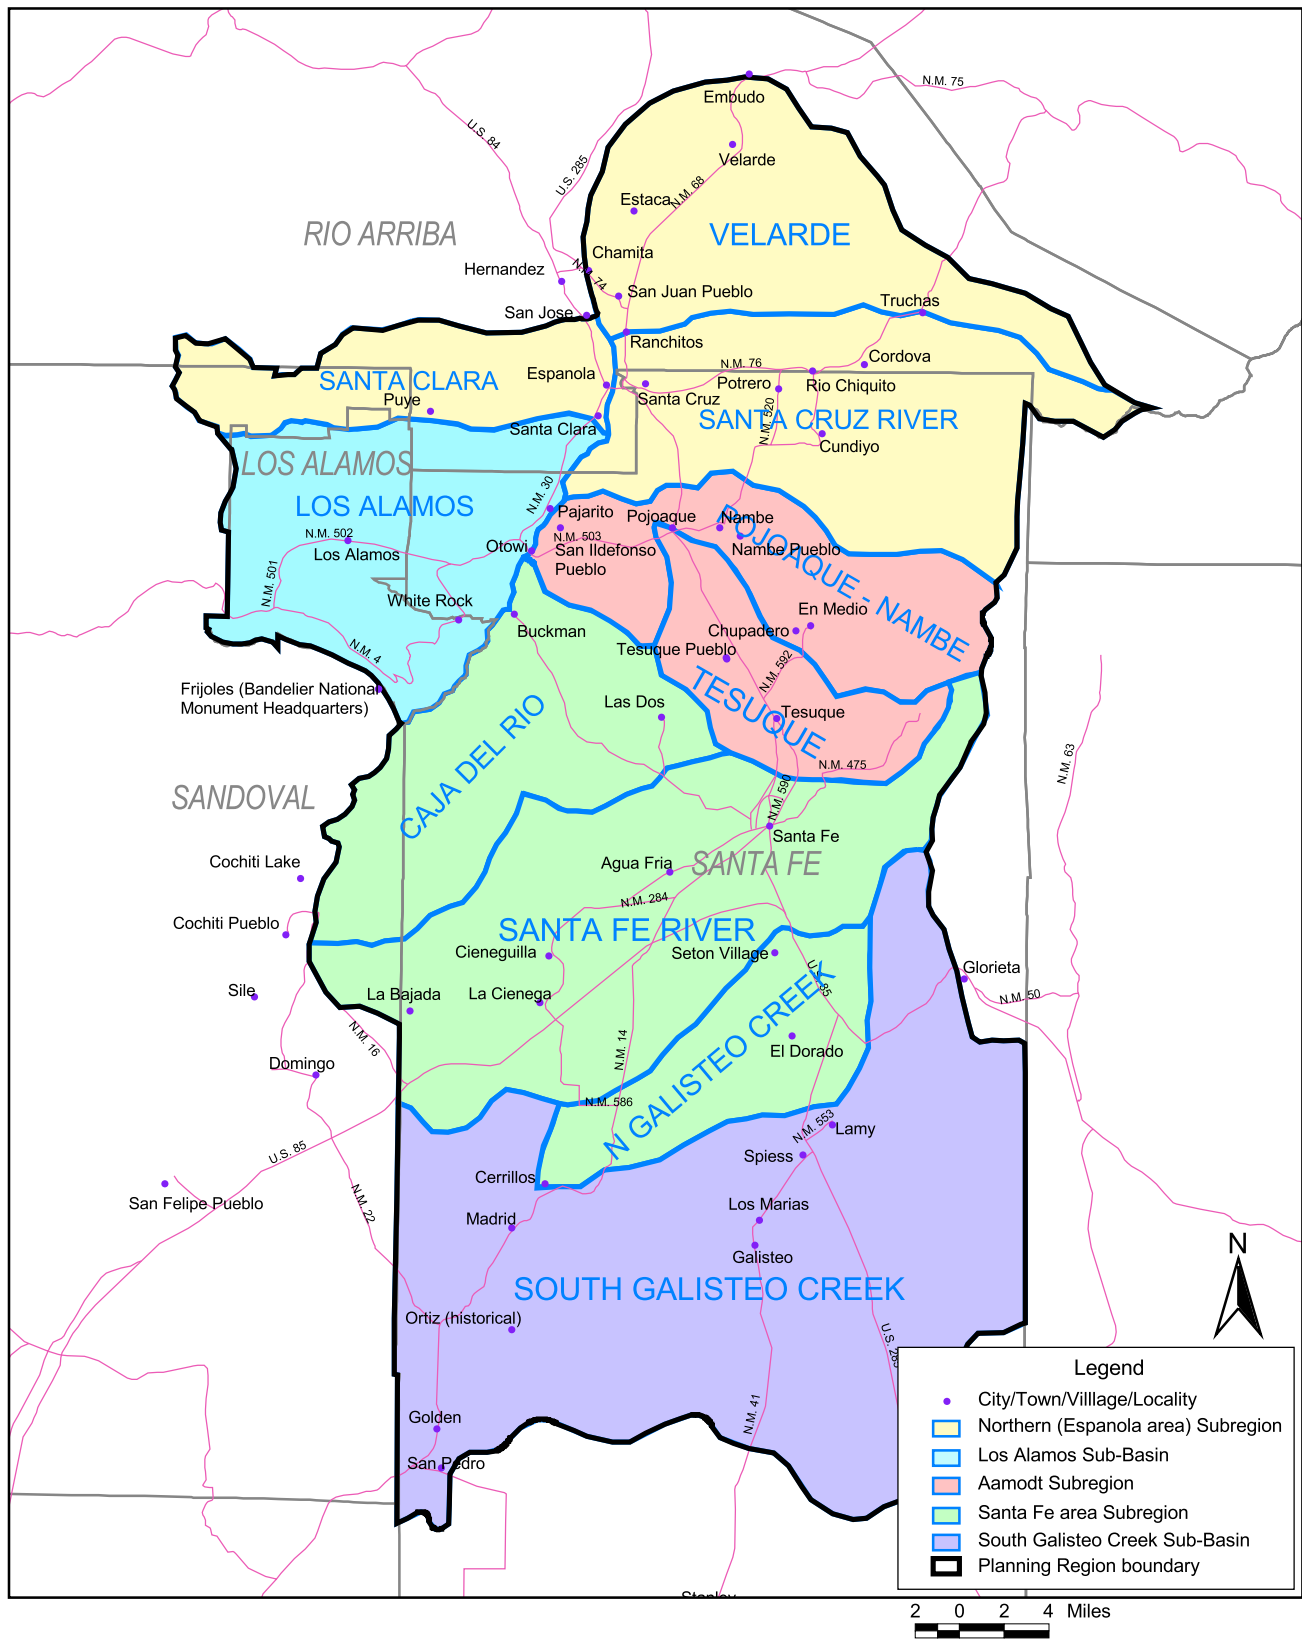 N.M. 75
Embudo
U.S. 84
Velarde
U.S. 285
N.M. 68
Estaca
RIO ARRIBA
VELARDE
Chamita
Hernandez
N.M. 74
San Juan Pueblo
Truchas
San Jose
Ranchitos
Cordova
N.M. 76
SANTA CLARA
Espanola
Potrero
Rio Chiquito
Puye
Santa Cruz
N.M. 520
SANTA CRUZ RIVER
Santa Clara
Cundiyo
LOS ALAMOS
LOS ALAMOS
N.M. 30
Pajarito
Pojoaque
Nambe
POJOAQUE - NAMBE
N.M. 502
N.M. 503
Los Alamos
Otowi
San Ildefonso
Pueblo
Nambe Pueblo
N.M. 501
White Rock
En Medio
Buckman
Chupadero
N.M. 4
Tesuque Pueblo
N.M. 592
Frijoles (Bandelier National
Monument Headquarters)
TESUQUE
Las Dos
Tesuque
CAJA DEL RIO
N.M. 63
N.M. 475
SANDOVAL
N.M. 590
Santa Fe
Cochiti Lake
Agua Fria
SANTA FE
N.M. 284
Cochiti Pueblo
SANTA FE RIVER
Cieneguilla
Seton Village
U.S. 85
Glorieta
Sile
La Bajada
La Cienega
N.M. 50
N GALISTEO CREEK
N.M. 16
N.M. 14
El Dorado
Domingo
N.M. 586
N.M. 553
Lamy
U.S. 85
Spiess
Cerrillos
San Felipe Pueblo
N.M. 22
Los Marias
Madrid
Galisteo
N
SOUTH GALISTEO CREEK
Ortiz (historical)
U.S. 285
Legend
City/Town/Villlage/Locality
Golden
N.M. 41
Northern (Espanola area) Subregion
San Pedro
Los Alamos Sub-Basin
Aamodt Subregion
Santa Fe area Subregion
South Galisteo Creek Sub-Basin
Planning Region boundary
Stanley
2 0 2 4 Miles